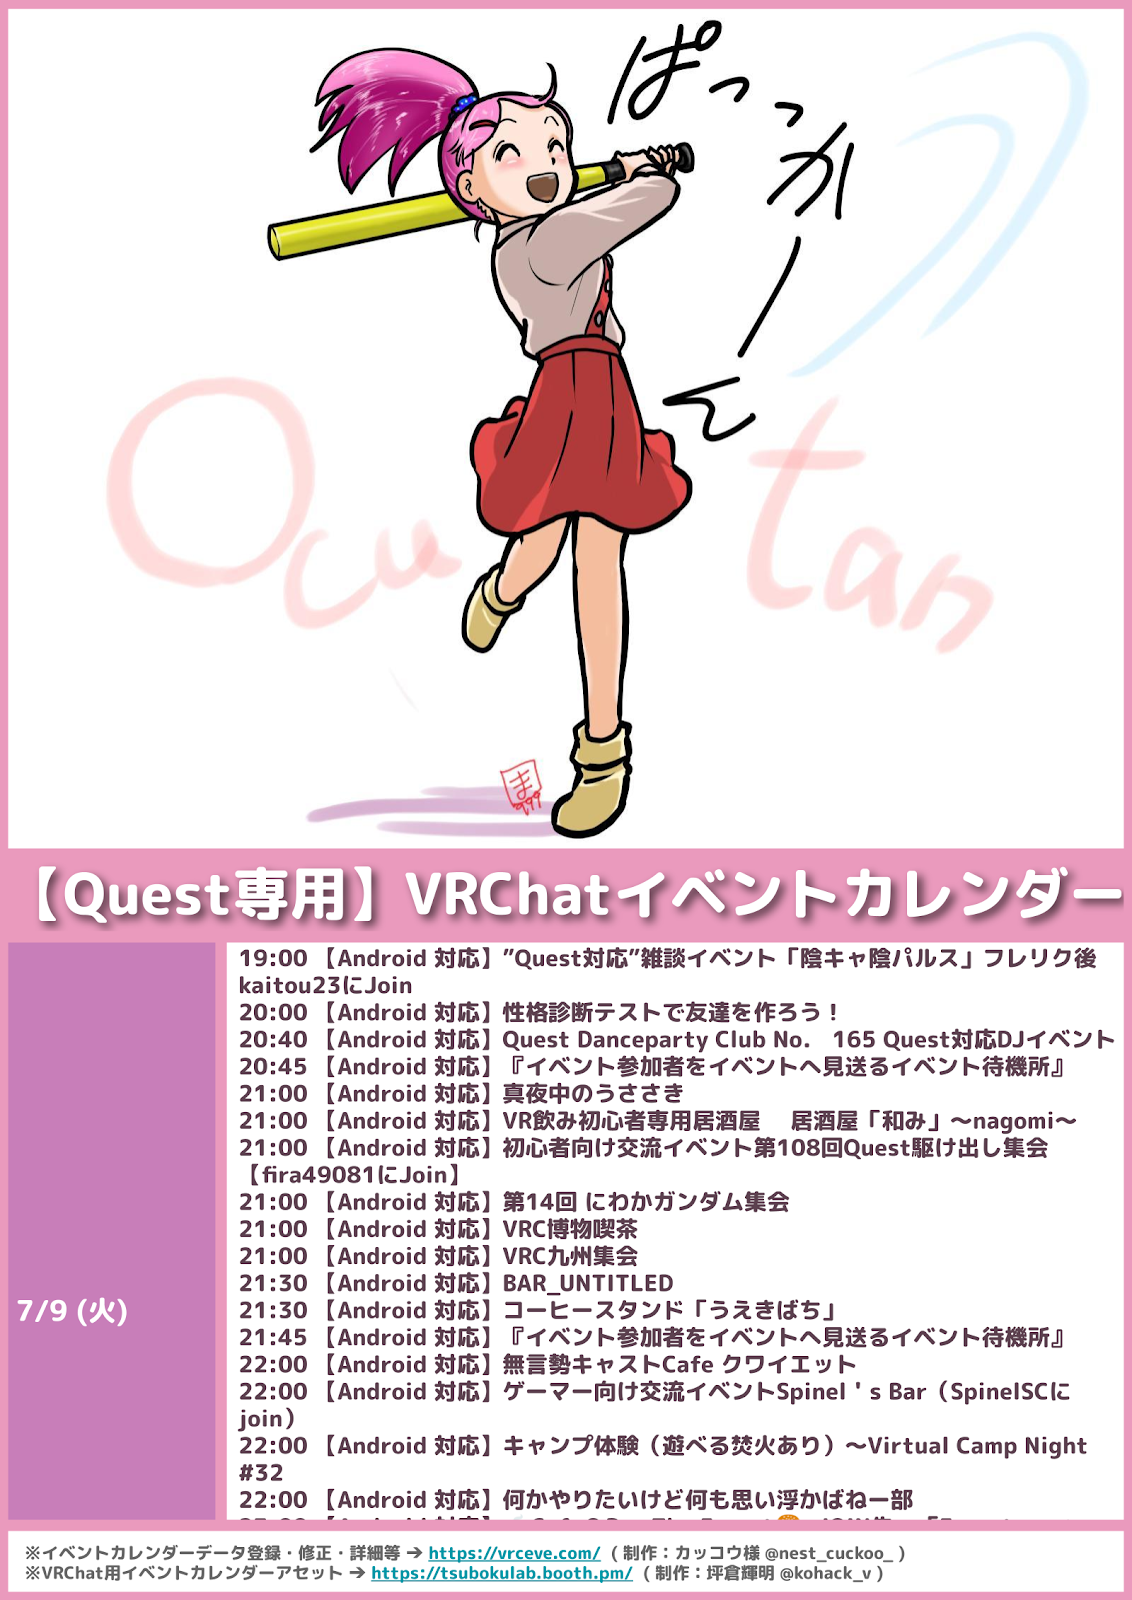 ぱっっかーん
Ocutan
ま
999
【Quest専用】VRChatイベントカレンダー
7/9 (火)
19:00 【Android 対応】”Quest対応”雑談イベント「陰キャ陰パルス」フレリク後
kaitou23にJoin
20:00 【Android 対応】性格診断テストで友達を作ろう！
20:40 【Android 対応】Quest Danceparty Club No. 165 Quest対応DJイベント
20:45 【Android 対応】『イベント参加者をイベントへ見送るイベント待機所』
21:00 【Android 対応】真夜中のうささき
21:00 【Android 対応】VR飲み初心者専用居酒屋　居酒屋「和み」～nagomi～
21:00 【Android 対応】初心者向け交流イベント第108回Quest駆け出し集会
【fira49081にJoin】
21:00 【Android 対応】第14回 にわかガンダム集会
21:00 【Android 対応】VRC博物喫茶
21:00 【Android 対応】VRC九州集会
21:30 【Android 対応】BAR_UNTITLED
21:30 【Android 対応】コーヒースタンド「うえきばち」
21:45 【Android 対応】『イベント参加者をイベントへ見送るイベント待機所』
22:00 【Android 対応】無言勢キャストCafe クワイエット
22:00 【Android 対応】ゲーマー向け交流イベントSpinel＇s Bar（SpinelSCに
join）
22:00 【Android 対応】キャンプ体験（遊べる焚火あり）～Virtual Camp Night
#32
22:00 【Android 対応】何かやりたいけど何も思い浮かばねー部
※イベントカレンダーデータ登録・修正・詳細等 → https://vrceve.com/ （制作：カッコウ様 @nest_cuckoo_ ）
※VRChat用イベントカレンダーアセット → https://tsubokulab.booth.pm/ （制作：坪倉輝明 @kohack_v ）